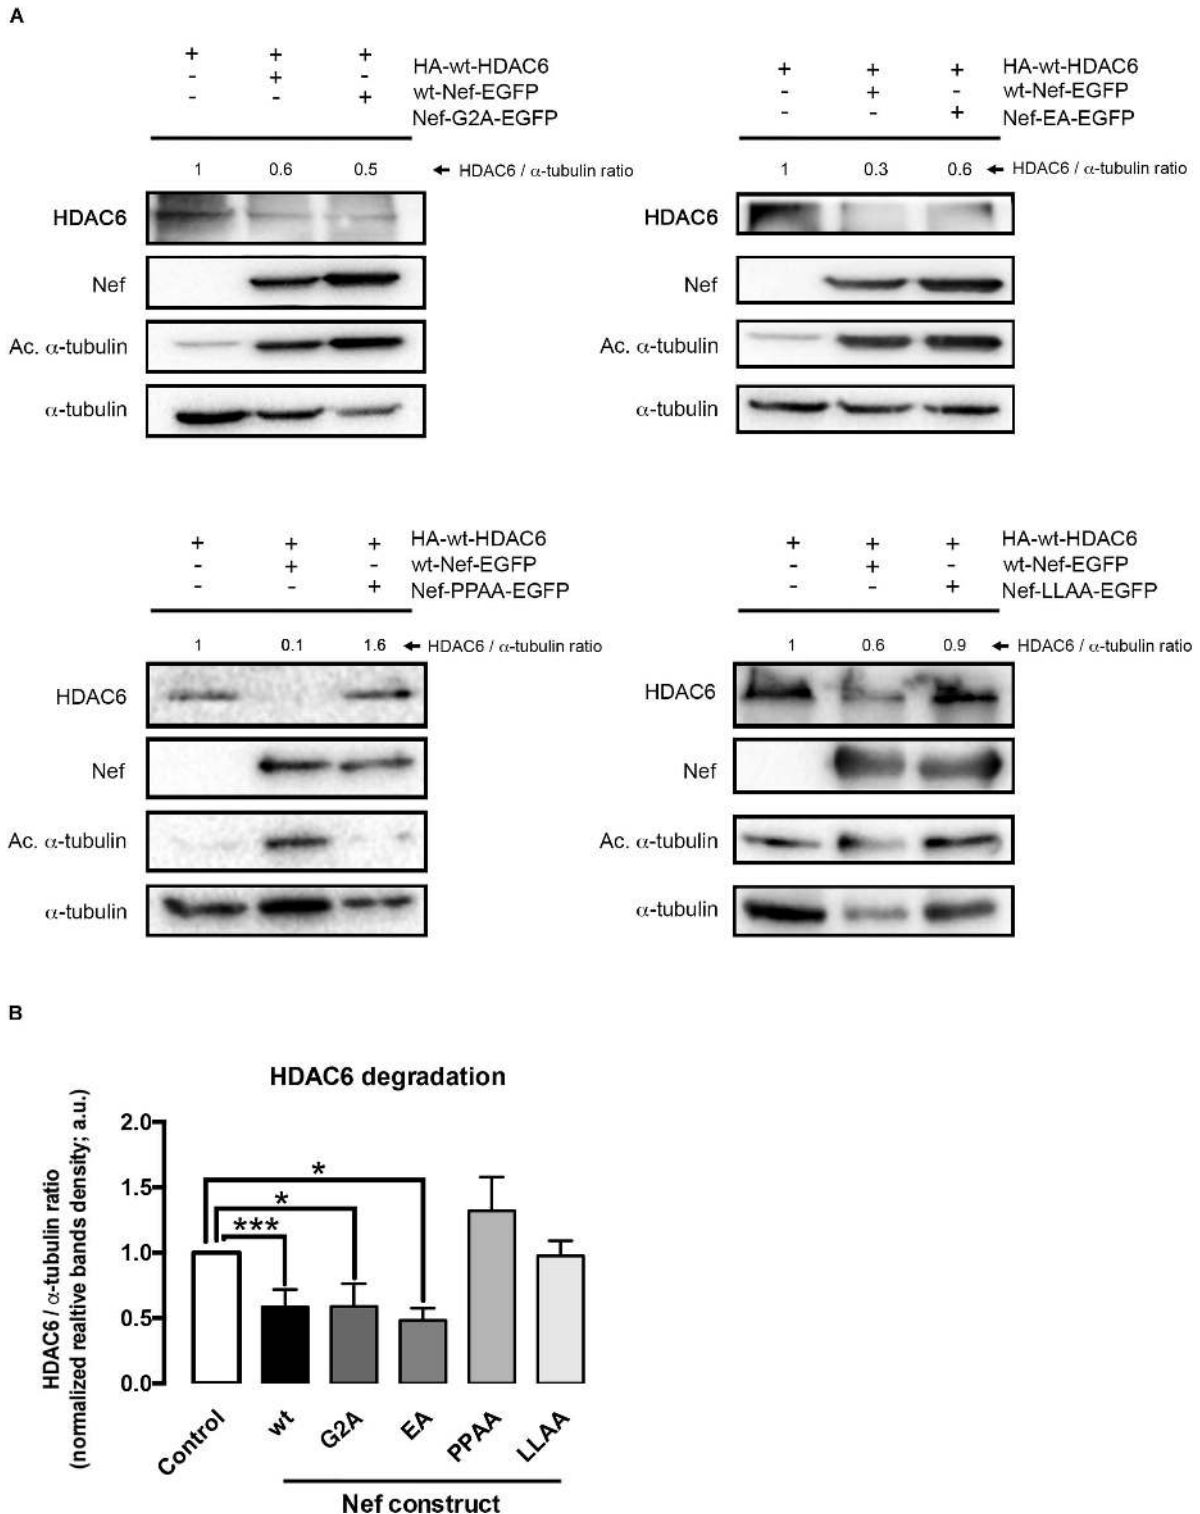 A
+ + + HA-wt-HDAC6
- + - wt-Nef-EGFP
- - + Nef-G2A-EGFP
1 0.6 0.5 ← HDAC6 / α-tubulin ratio
HDAC6
Nef
Ac. α-tubulin
α-tubulin
+ + + HA-wt-HDAC6
- + - wt-Nef-EGFP
- - + Nef-EA-EGFP
1 0.3 0.6 ← HDAC6 / α-tubulin ratio
HDAC6
Nef
Ac. α-tubulin
α-tubulin
+ + + HA-wt-HDAC6
- + - wt-Nef-EGFP
- - + Nef-PPAA-EGFP
1 0.1 1.6 ← HDAC6 / α-tubulin ratio
HDAC6
Nef
Ac. α-tubulin
α-tubulin
+ + + HA-wt-HDAC6
- + - wt-Nef-EGFP
- - + Nef-LLAA-EGFP
1 0.6 0.9 ← HDAC6 / α-tubulin ratio
HDAC6
Nef
Ac. α-tubulin
α-tubulin
B
HDAC6 degradation
HDAC6 / α-tubulin ratio
(normalized realtive bands density; a.u.)
2.0
1.5
1.0
0.5
0.0
*
*
***
Control
wt
G2A
EA
PPAA
LLAA
Nef construct